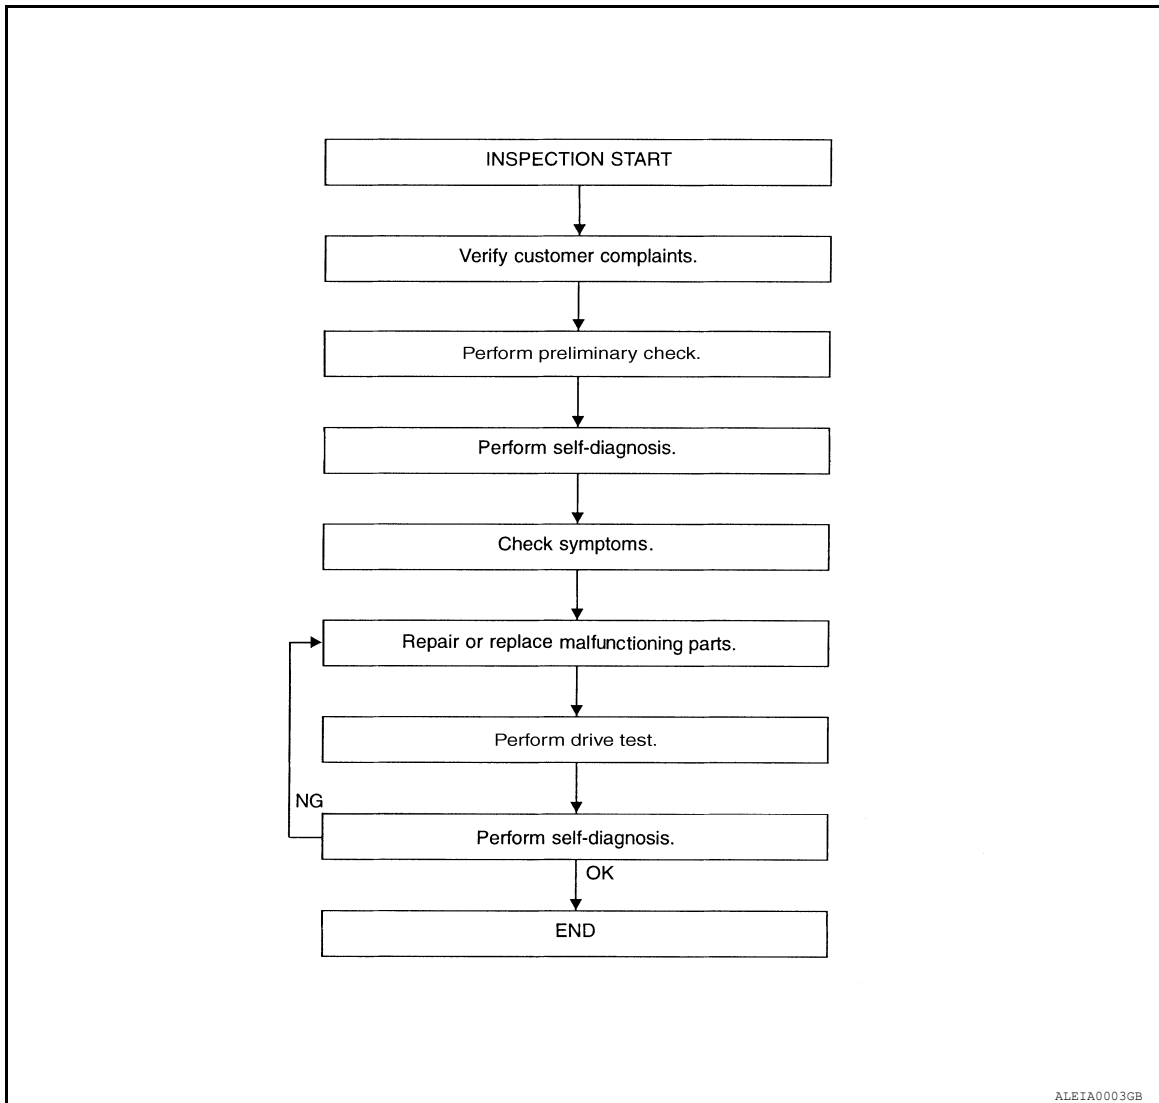 INSPECTION START
Verify customer complaints.
Perform preliminary check.
Perform self-diagnosis.
Check symptoms.
Repair or replace malfunctioning parts.
Perform drive test.
NG
Perform self-diagnosis.
OK
END
ALEIA0003GB